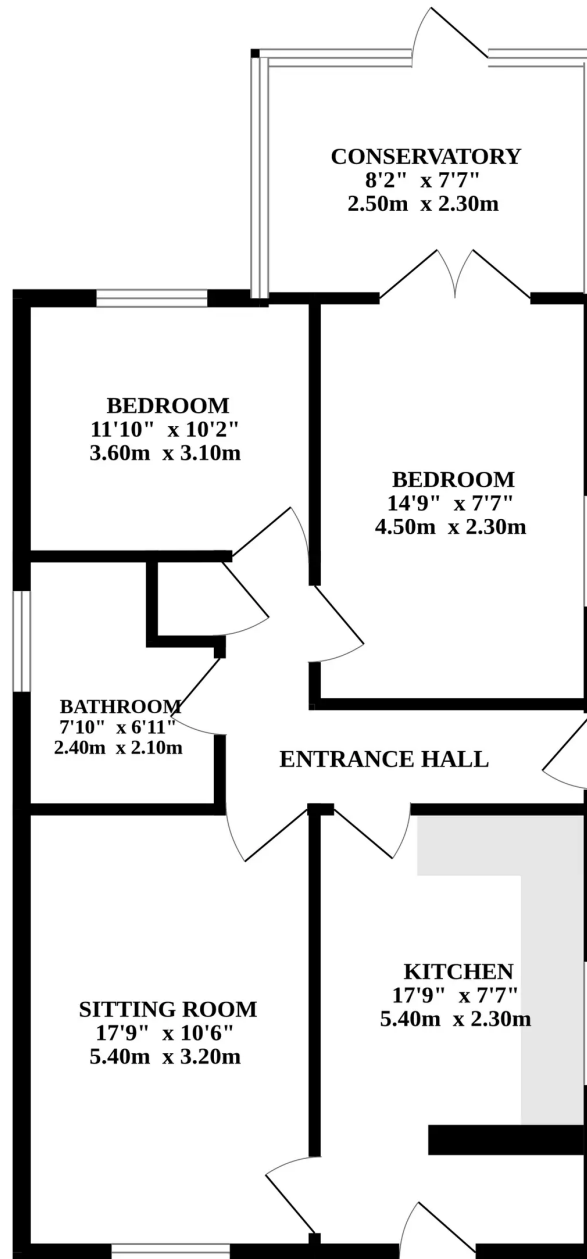 CONSERVATORY
8'2" x 7'7"
2.50m x 2.30m
BEDROOM
11'10" x 10'2"
3.60m x 3.10m
BEDROOM
14'9" x 7'7"
4.50m x 2.30m
BATHROOM
7'10" x 6'11"
2.40m x 2.10m
ENTRANCE HALL
SITTING ROOM
17'9" x 10'6"
5.40m x 3.20m
KITCHEN
17'9" x 7'7"
5.40m x 2.30m